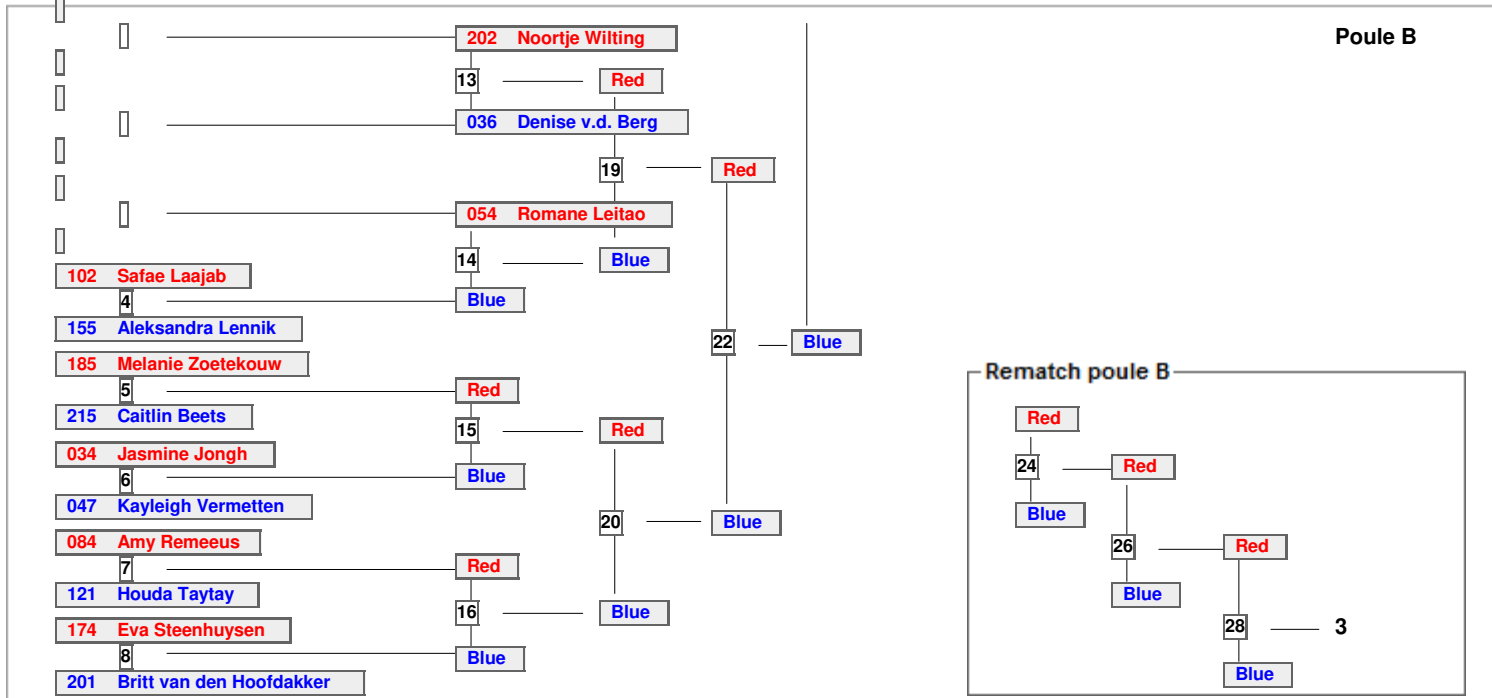 Poule B
202 Noortje Wilting
13 Red
036 Denise v.d. Berg
19 Red
054 Romane Leitao
14 Blue
102 Safae Laajab
4 Blue
155 Aleksandra Lennik
22 Blue
185 Melanie Zoetekouw
5 Red
215 Caitlin Beets
15 Red
034 Jasmine Jongh
6 Blue
047 Kayleigh Vermetten
20 Blue
084 Amy Remeeus
7 Red
121 Houda Taytay
16 Blue
174 Eva Steenhuysen
8 Blue
201 Britt van den Hoofdakker
Rematch poule B
Red
24 Red
Blue
26 Red
Blue
28 3
Blue